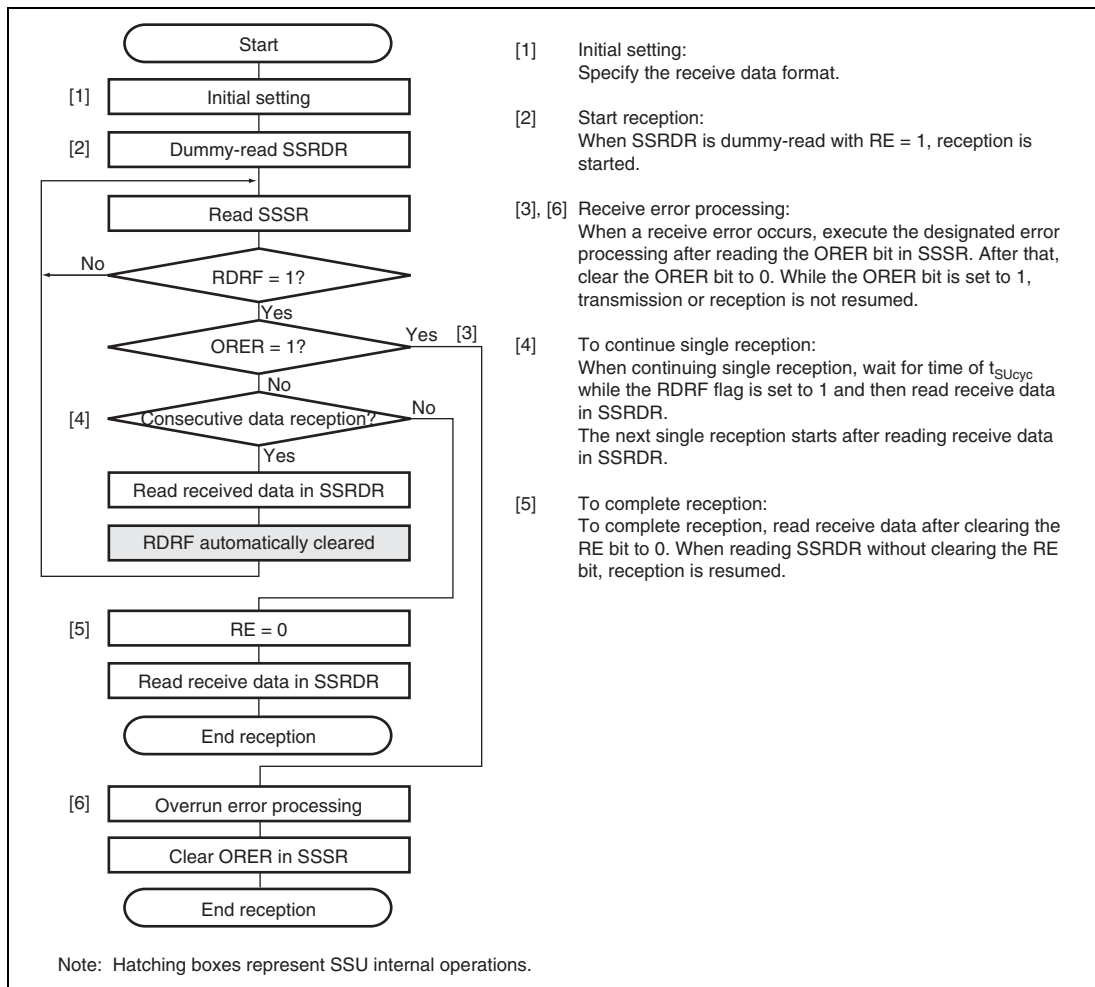 Start
[1] Initial setting
[2] Dummy-read SSRDR
Read SSSR
No
RDRF = 1?
Yes
ORER = 1?
Yes [3]
No
[4] Consecutive data reception?
No
Yes
Read received data in SSRDR
RDRF automatically cleared
[5] RE = 0
Read receive data in SSRDR
End reception
[6] Overrun error processing
Clear ORER in SSSR
End reception
[1] Initial setting:
Specify the receive data format.
[2] Start reception:
When SSRDR is dummy-read with RE = 1, reception is
started.
[3], [6] Receive error processing:
When a receive error occurs, execute the designated error
processing after reading the ORER bit in SSSR. After that,
clear the ORER bit to 0. While the ORER bit is set to 1,
transmission or reception is not resumed.
[4] To continue single reception:
When continuing single reception, wait for time of tSUcyc
while the RDRF flag is set to 1 and then read receive data
in SSRDR.
The next single reception starts after reading receive data
in SSRDR.
[5] To complete reception:
To complete reception, read receive data after clearing the
RE bit to 0. When reading SSRDR without clearing the RE
bit, reception is resumed.
Note: Hatching boxes represent SSU internal operations.